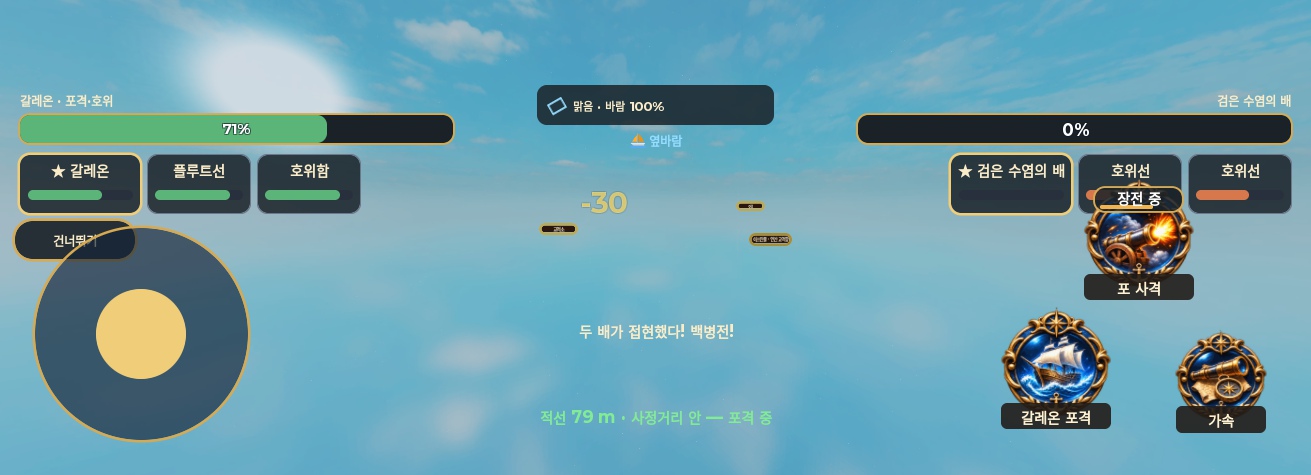 갈레온 · 포격·호위
71%
★ 갈레온
플루트선
호위함
건너뛰기
맑음 · 바람 100%
옆바람
-30
두 배가 접현했다! 백병전!
적선 79 m · 사정거리 안 — 포격 중
검은 수염의 배
0%
★ 검은 수염의 배
호위선
호위선
장전 중
포 사격
갈레온 포격
가속